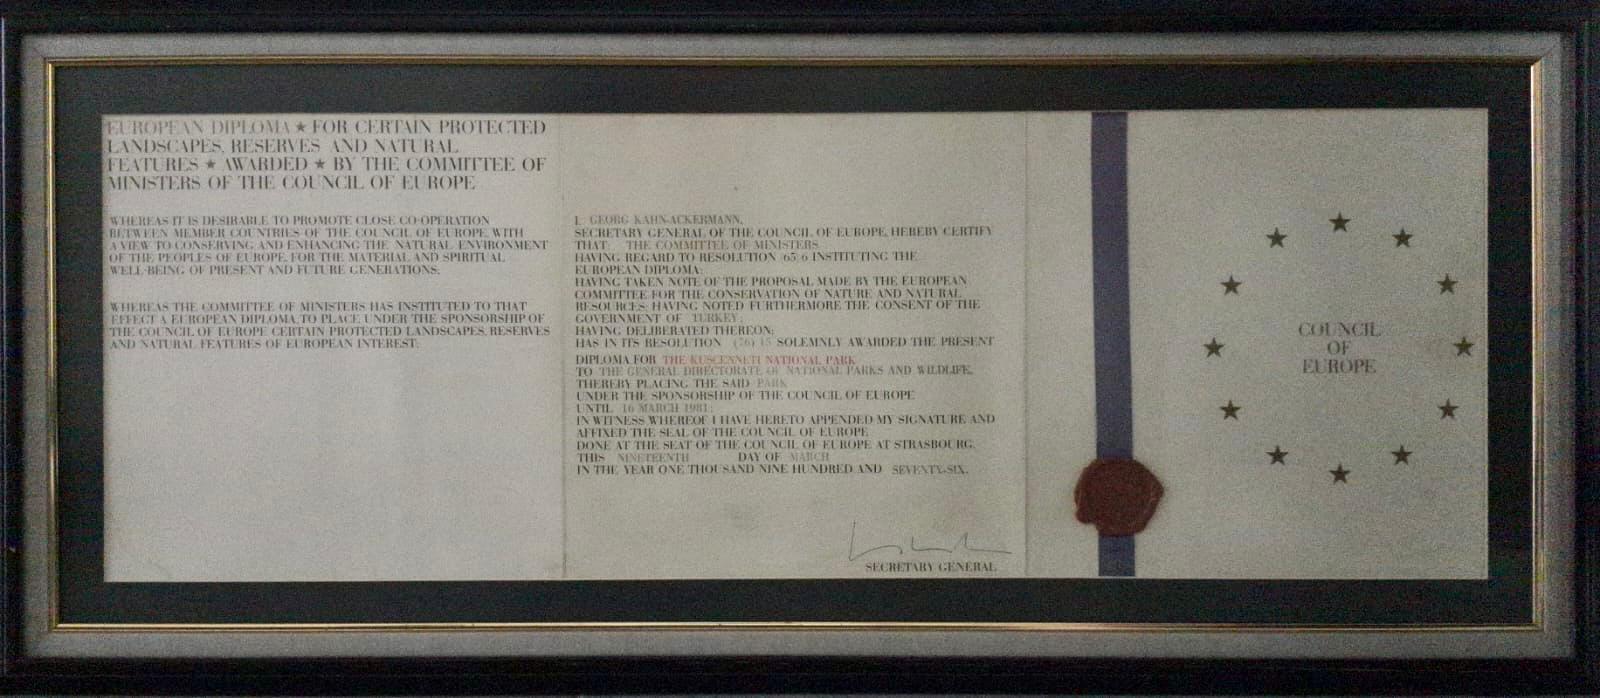 EUROPEAN DIPLOMA ★ FOR CERTAIN PROTECTED
LANDSCAPES, RESERVES AND NATURAL
FEATURES ★ AWARDED ★ BY THE COMMITTEE OF
MINISTERS OF THE COUNCIL OF EUROPE
WHEREAS IT IS DESIRABLE TO PROMOTE CLOSE CO-OPERATION
BETWEEN MEMBER COUNTRIES OF THE COUNCIL OF EUROPE, WITH
A VIEW TO CONSERVING AND ENHANCING THE NATURAL ENVIRONMENT
OF THE PEOPLES OF EUROPE, FOR THE MATERIAL AND SPIRITUAL
WELL-BEING OF PRESENT AND FUTURE GENERATIONS;
WHEREAS THE COMMITTEE OF MINISTERS HAS INSTITUTED TO THAT
EFFECT A EUROPEAN DIPLOMA, TO PLACE UNDER THE SPONSORSHIP OF
THE COUNCIL OF EUROPE CERTAIN PROTECTED LANDSCAPES, RESERVES
AND NATURAL FEATURES OF EUROPEAN INTEREST;
I, GEORG KAHN-ACKERMANN,
SECRETARY GENERAL OF THE COUNCIL OF EUROPE, HEREBY CERTIFY
THAT: THE COMMITTEE OF MINISTERS
HAVING REGARD TO RESOLUTION (65) 6 INSTITUTING THE
EUROPEAN DIPLOMA;
HAVING TAKEN NOTE OF THE PROPOSAL MADE BY THE EUROPEAN
COMMITTEE FOR THE CONSERVATION OF NATURE AND NATURAL
RESOURCES; HAVING NOTED FURTHERMORE THE CONSENT OF THE
GOVERNMENT OF TURKEY;
HAVING DELIBERATED THEREON;
HAS IN ITS RESOLUTION (76) 15 SOLEMNLY AWARDED THE PRESENT
DIPLOMA FOR THE KUSCENNETI NATIONAL PARK
TO THE GENERAL DIRECTORATE OF NATIONAL PARKS AND WILDLIFE,
THEREBY PLACING THE SAID PARK
UNDER THE SPONSORSHIP OF THE COUNCIL OF EUROPE
UNTIL 16 MARCH 1981;
IN WITNESS WHEREOF I HAVE HERETO APPENDED MY SIGNATURE AND
AFFIXED THE SEAL OF THE COUNCIL OF EUROPE
DONE AT THE SEAT OF THE COUNCIL OF EUROPE AT STRASBOURG,
THIS NINETEENTH DAY OF MARCH
IN THE YEAR ONE THOUSAND NINE HUNDRED AND SEVENTY-SIX.
SECRETARY GENERAL
COUNCIL
OF
EUROPE